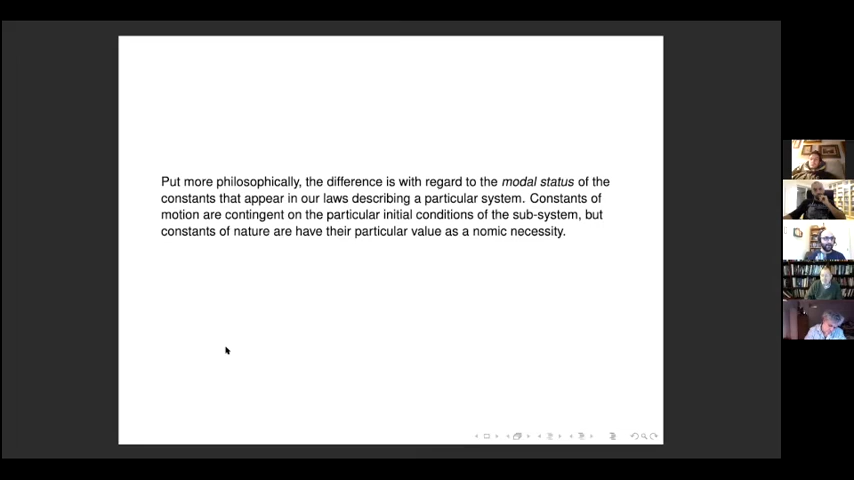 Put more philosophically, the difference is with regard to the modal status of the
constants that appear in our laws describing a particular system. Constants of
motion are contingent on the particular initial conditions of the sub-system, but
constants of nature are have their particular value as a nomic necessity.